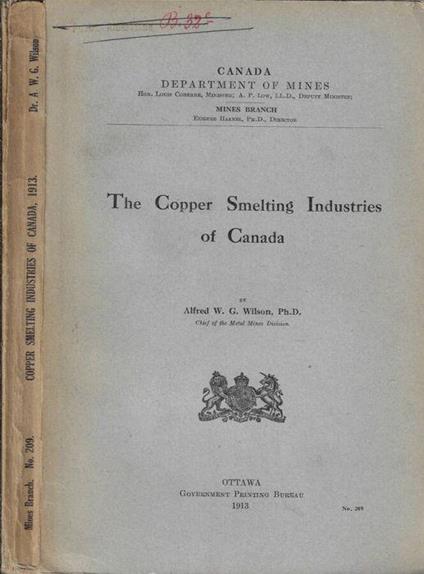 B. 32c
CANADA
DEPARTMENT OF MINES
Hon. Louis Coderre, Minister; A. P. Low, LL.D., Deputy Minister;
MINES BRANCH
Eugene Haanel, Ph.D., Director
The Copper Smelting Industries
of Canada
BY
Alfred W. G. Wilson, Ph.D.
Chief of the Metal Mines Division
OTTAWA
Government Printing Bureau
1913
No. 209
Mines Branch. No. 209. COPPER SMELTING INDUSTRIES OF CANADA, 1913. Dr. A W. G. Wilson